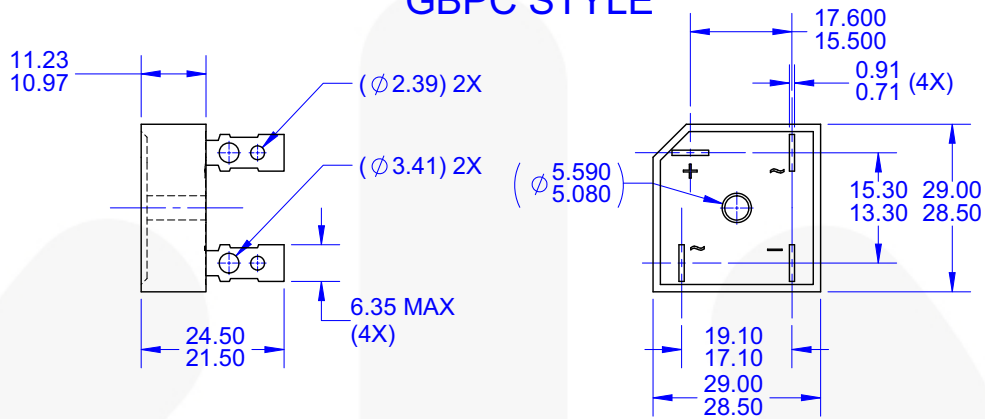 GBPC STYLE
11.23
10.97
(∅2.39) 2X
(∅3.41) 2X
6.35 MAX
(4X)
24.50
21.50
17.600
15.500
0.91
0.71 (4X)
(∅ 5.590
5.080)
+ ~
~ –
15.30 29.00
13.30 28.50
19.10
17.10
29.00
28.50